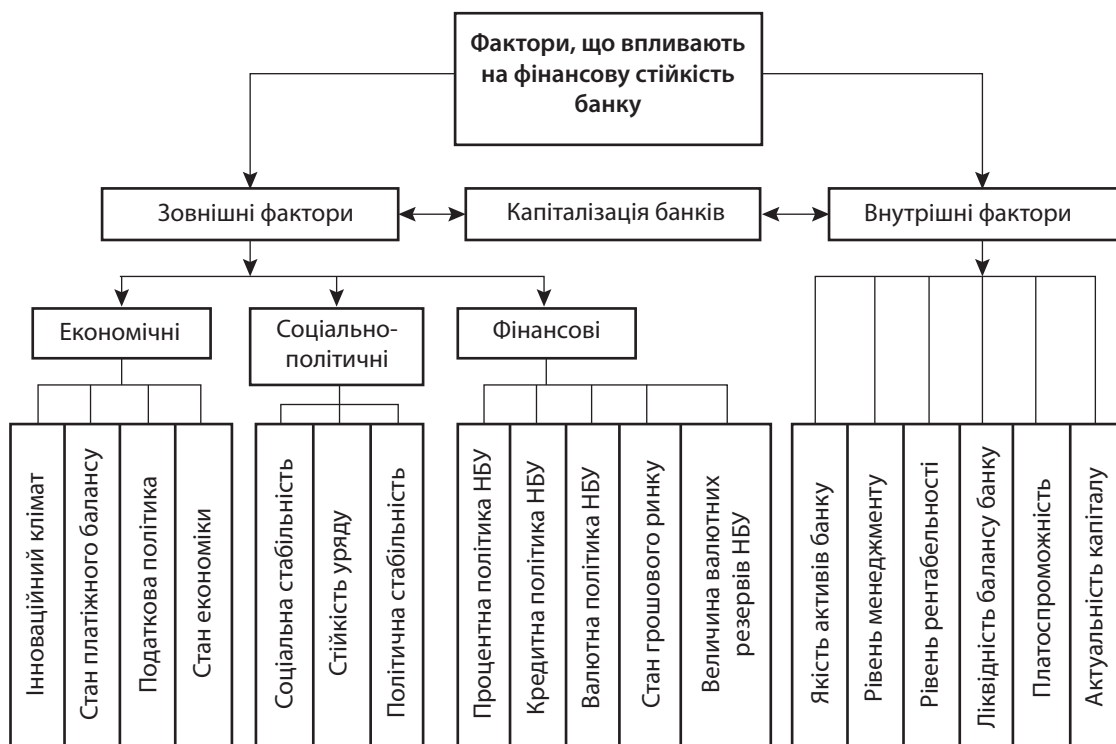 Фактори, що впливають
на фінансову стійкість
банку
Зовнішні фактори
Капіталізація банків
Внутрішні фактори
Економічні
Соціально-
політичні
Фінансові
Інноваційний клімат
Стан платіжного балансу
Податкова політика
Стан економіки
Соціальна стабільність
Стійкість уряду
Політична стабільність
Процентна політика НБУ
Кредитна політика НБУ
Валютна політика НБУ
Стан грошового ринку
Величина валютних
резервів НБУ
Якість активів банку
Рівень менеджменту
Рівень рентабельності
Ліквідність балансу банку
Платоспроможність
Актуальність капіталу